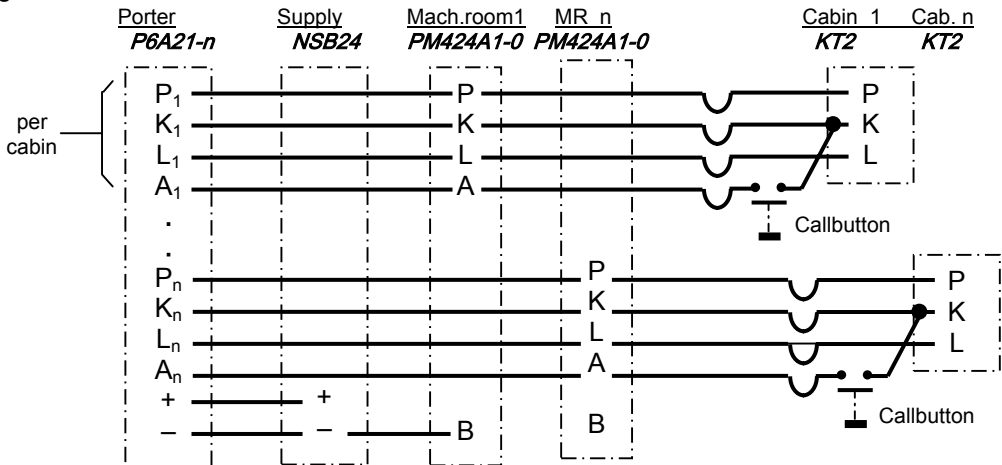 Porter Supply Mach.room1 MR n Cabin 1 Cab. n
P6A21-n NSB24 PM424A1-0 PM424A1-0 KT2 KT2
P1 P P
per cabin
K1 K K
L1 L L
A1 A
. Callbutton
.
Pn P P
Kn K K
Ln L L
An A
+ + Callbutton
– – B B